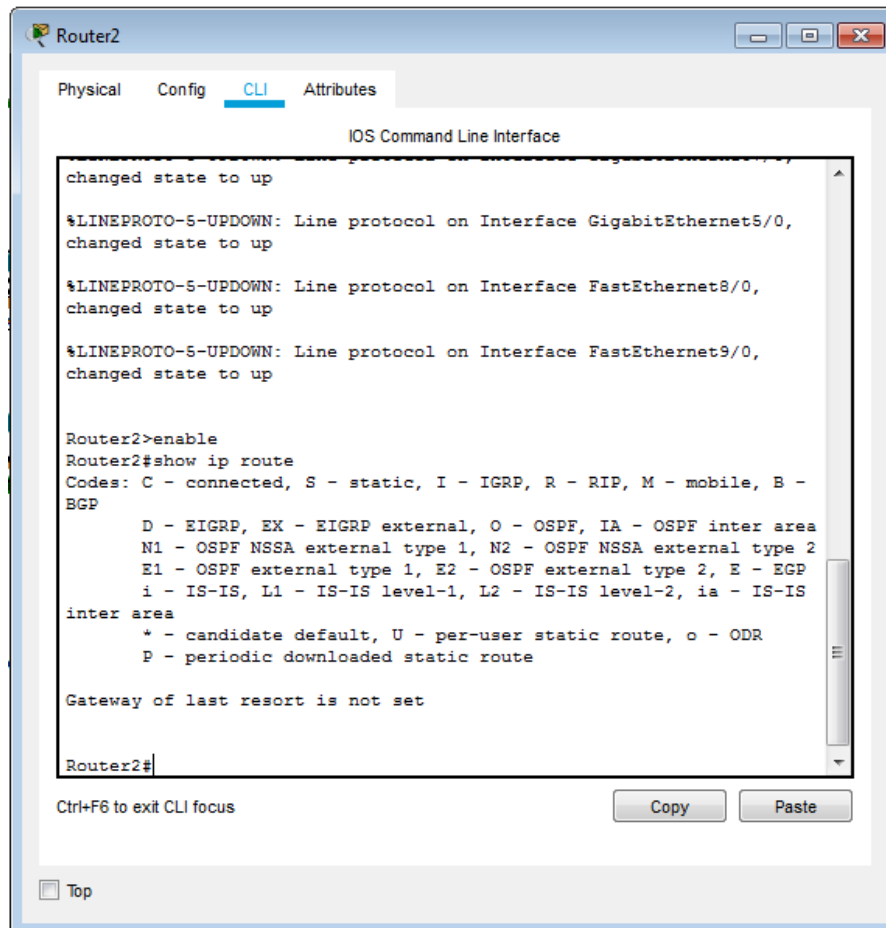 Router2
Physical Config CLI Attributes
IOS Command Line Interface
changed state to up
%LINEPROTO-5-UPDOWN: Line protocol on Interface GigabitEthernet5/0,
changed state to up
%LINEPROTO-5-UPDOWN: Line protocol on Interface FastEthernet8/0,
changed state to up
%LINEPROTO-5-UPDOWN: Line protocol on Interface FastEthernet9/0,
changed state to up
Router2>enable
Router2#show ip route
Codes: C - connected, S - static, I - IGRP, R - RIP, M - mobile, B -
BGP
D - EIGRP, EX - EIGRP external, O - OSPF, IA - OSPF inter area
N1 - OSPF NSSA external type 1, N2 - OSPF NSSA external type 2
E1 - OSPF external type 1, E2 - OSPF external type 2, E - EGP
i - IS-IS, L1 - IS-IS level-1, L2 - IS-IS level-2, ia - IS-IS
inter area
* - candidate default, U - per-user static route, o - ODR
P - periodic downloaded static route
Gateway of last resort is not set
Router2#
Ctrl+F6 to exit CLI focus
Copy Paste
Top